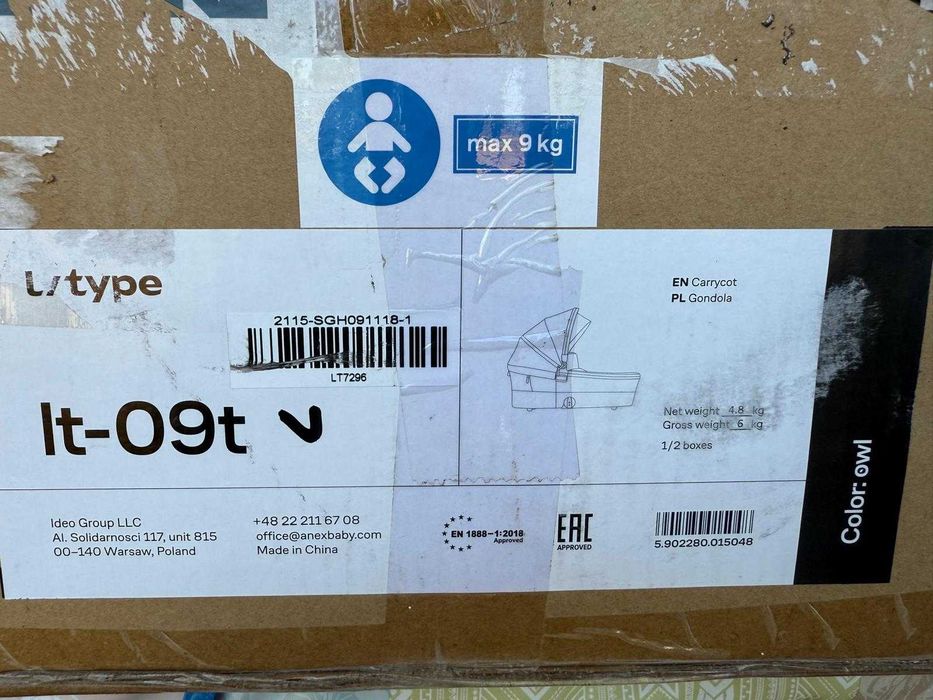 max 9 kg
l/type
2115-SGH091118-1
LT7296
lt-09t
EN Carrycot
PL Gondola
Net weight 4.8 kg
Gross weight 6 kg
1/2 boxes
Color: owl
Ideo Group LLC
Al. Solidarnosci 117, unit 815
00-140 Warsaw, Poland
+48 22 211 67 08
office@anexbaby.com
Made in China
EN 1888-1:2018
Approved
EAC
APPROVED
5.902280.015048